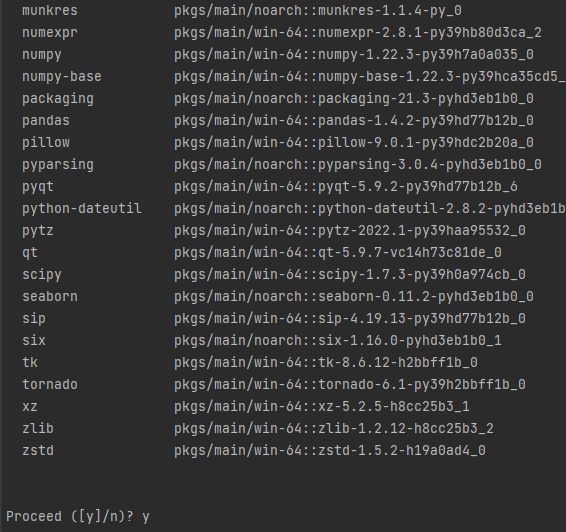 munkres pkgs/main/noarch::munkres-1.1.4-py_0
numexpr pkgs/main/win-64::numexpr-2.8.1-py39hb80d3ca_2
numpy pkgs/main/win-64::numpy-1.22.3-py39h7a0a035_0
numpy-base pkgs/main/win-64::numpy-base-1.22.3-py39hca35cd5_
packaging pkgs/main/noarch::packaging-21.3-pyhd3eb1b0_0
pandas pkgs/main/win-64::pandas-1.4.2-py39hd77b12b_0
pillow pkgs/main/win-64::pillow-9.0.1-py39hdc2b20a_0
pyparsing pkgs/main/noarch::pyparsing-3.0.4-pyhd3eb1b0_0
pyqt pkgs/main/win-64::pyqt-5.9.2-py39hd77b12b_6
python-dateutil pkgs/main/noarch::python-dateutil-2.8.2-pyhd3eb1b
pytz pkgs/main/win-64::pytz-2022.1-py39haa95532_0
qt pkgs/main/win-64::qt-5.9.7-vc14h73c81de_0
scipy pkgs/main/win-64::scipy-1.7.3-py39h0a974cb_0
seaborn pkgs/main/noarch::seaborn-0.11.2-pyhd3eb1b0_0
sip pkgs/main/win-64::sip-4.19.13-py39hd77b12b_0
six pkgs/main/noarch::six-1.16.0-pyhd3eb1b0_1
tk pkgs/main/win-64::tk-8.6.12-h2bbff1b_0
tornado pkgs/main/win-64::tornado-6.1-py39h2bbff1b_0
xz pkgs/main/win-64::xz-5.2.5-h8cc25b3_1
zlib pkgs/main/win-64::zlib-1.2.12-h8cc25b3_2
zstd pkgs/main/win-64::zstd-1.5.2-h19a0ad4_0
Proceed ([y]/n)? y